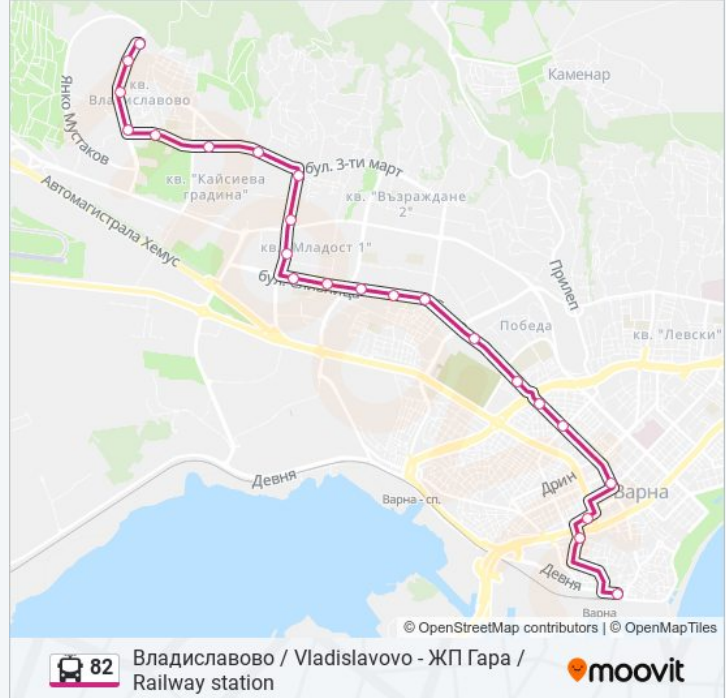 Каменар
кв.
Владиславово
Янко Мустаков
бул. 3-ти март
кв. "Кайсиева
градина"
кв. "Възраждане
2"
Автомагистрала Хемус
кв. Младост 1"
Прилеп
Победа
кв. "Левски"
Девня
Варна - сп.
Дрин
Варна
Девня
Варна
© OpenStreetMap contributors | © OpenMapTiles
82
Владиславово / Vladislavovo - ЖП Гара /
Railway station
moovit